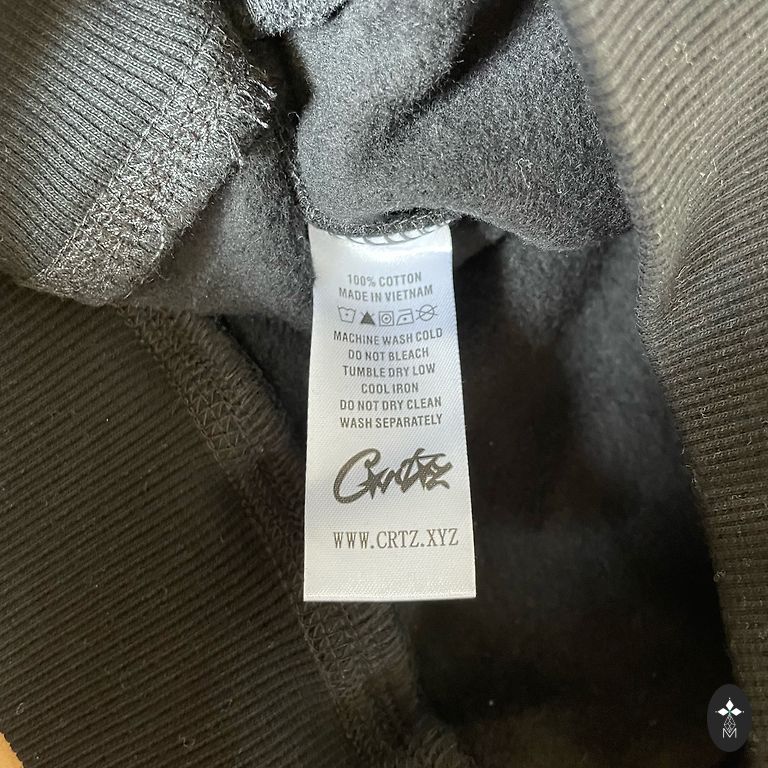 100% COTTON
MADE IN VIETNAM
MACHINE WASH COLD
DO NOT BLEACH
TUMBLE DRY LOW
COOL IRON
DO NOT DRY CLEAN
WASH SEPARATELY
Crntz
WWW.CRTZ.XYZ
M